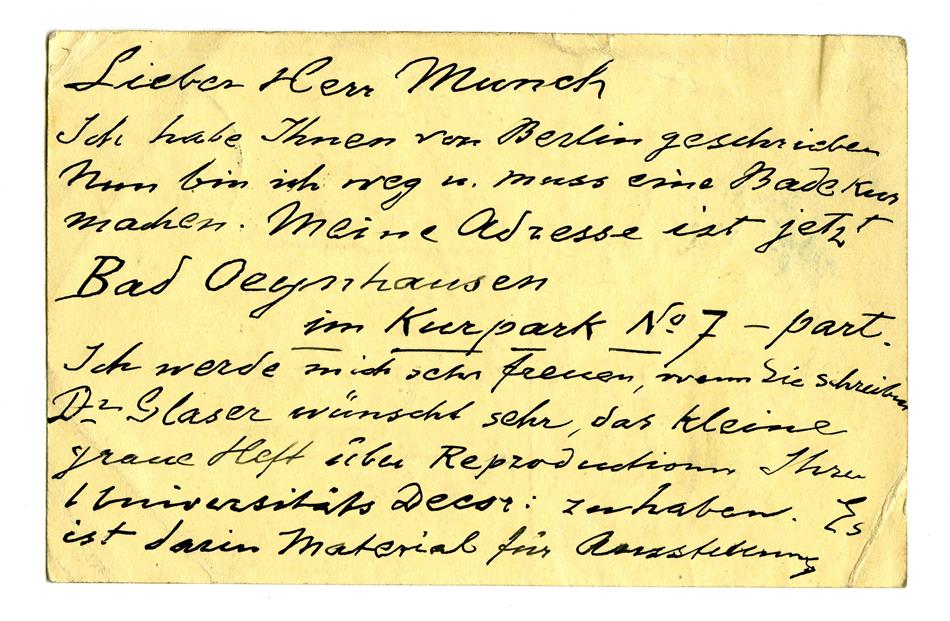 Lieber Herr Munch
Ich habe Ihnen von Berlin geschrieben
Nun bin ich weg u. muss eine Badekur
machen. Meine Adresse ist jetzt
Bad Oeynhausen
im Kurpark No 7 – part.
Ich werde mich sehr freuen, wenn Sie schreiben
Dr Glaser wünscht sehr, das kleine
graue Heft über Reproductionen Ihrer
Universitäts Decor: zu haben. Es
ist darin Material für Ausstellung